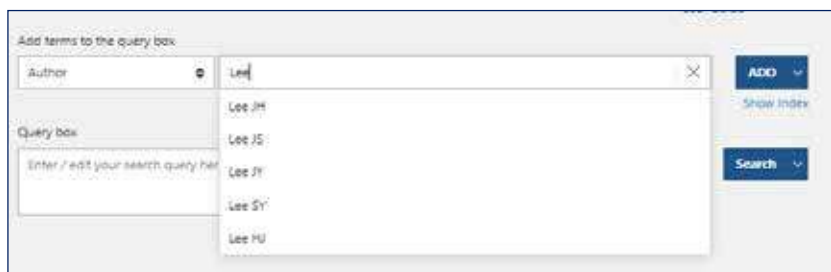 Add terms to the query box
Author
Lee
ADD
Show Index
Lee JH
Lee JS
Lee JY
Lee SY
Lee HJ
Query box
Enter / edit your search query her
Search